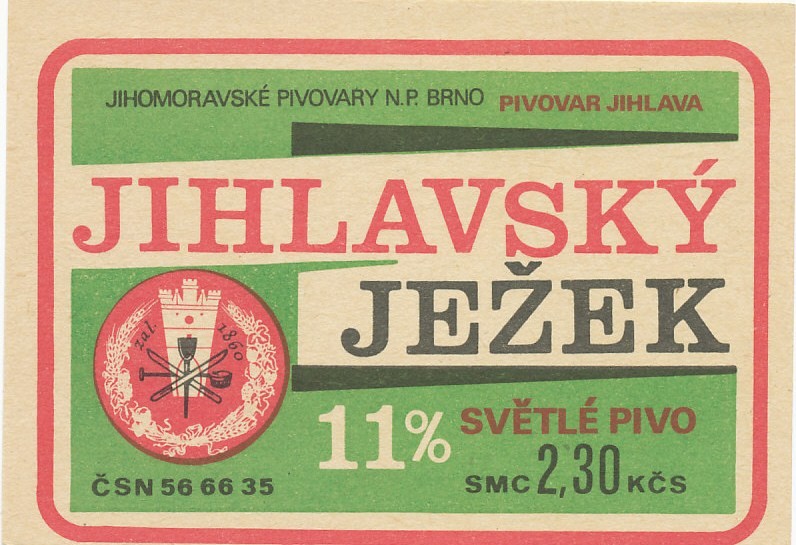 JIHOMORAVSKÉ PIVOVARY N.P. BRNO PIVOVAR JIHLAVA
JIHLAVSKÝ
JEŽEK
zal. 1860
11% SVĚTLÉ PIVO
ČSN 56 66 35 SMC 2,30 KČS